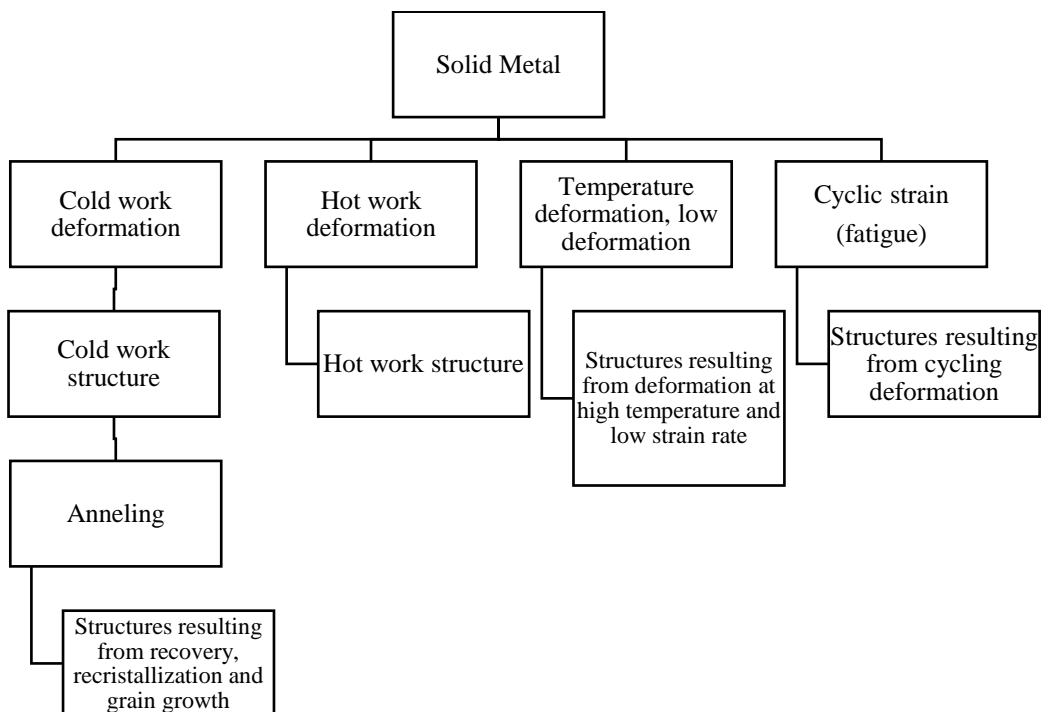 Solid Metal
Cold work
deformation
Hot work
deformation
Temperature
deformation, low
deformation
Cyclic strain
(fatigue)
Cold work
structure
Hot work structure
Structures resulting
from deformation at
high temperature and
low strain rate
Structures resulting
from cycling
deformation
Anneling
Structures resulting
from recovery,
recristallization and
grain growth